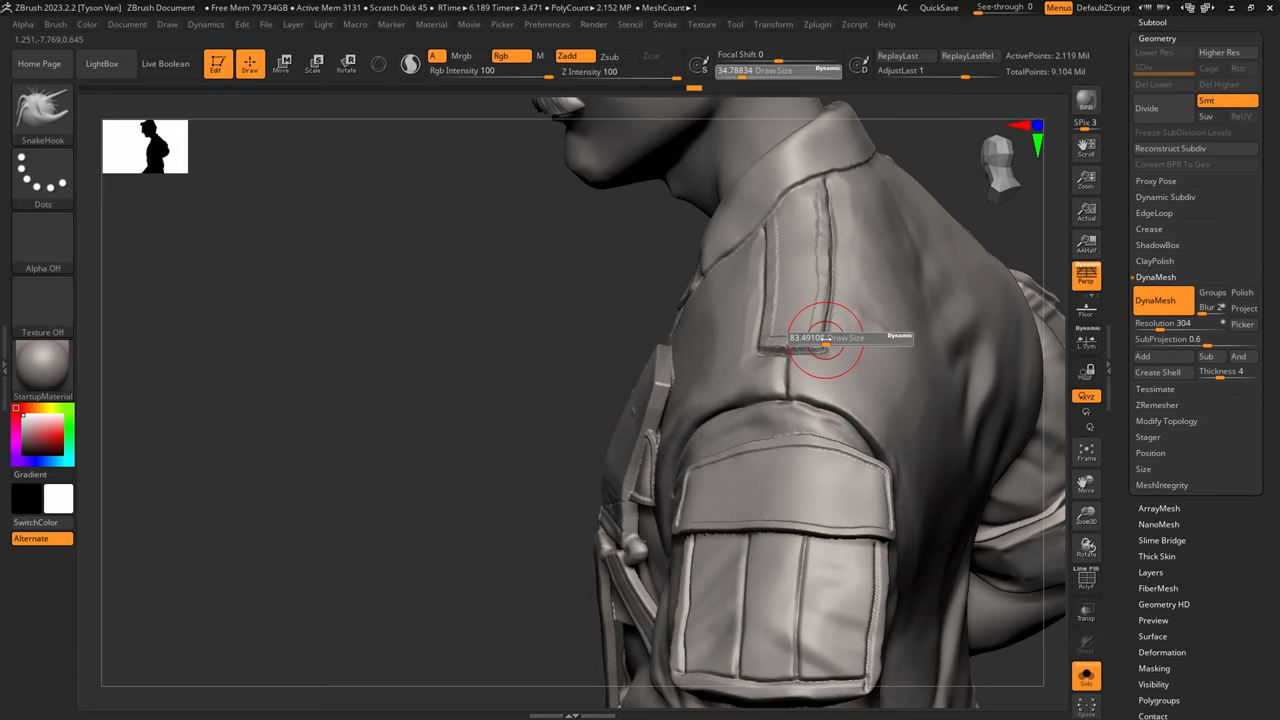 ZBrush 2023.2.2 [Tyson Van] ZBrush Document ● Free Mem 79.734GB ● Active Mem 3131 ● Scratch Disk 45 ● RTime▸6.189 Timer▸3.471 ● PolyCount▸2.152 MP ● MeshCount▸1 AC QuickSave See-through 0 Menus DefaultZScript
Alpha Brush Color Document Draw Dynamics Edit File Layer Light Macro Marker Material Movie Picker Preferences Render Stencil Stroke Texture Tool Transform Zplugin Zscript Help
1.251,-7.769,0.645
Home Page LightBox Live Boolean Edit Draw Move Scale Rotate
A Mrgb Rgb M Zadd Zsub Zcut
Rgb Intensity 100 Z Intensity 100
S
Focal Shift 0
34.78834 Draw Size Dynamic
D
ReplayLast ReplayLastRel ActivePoints: 2.119 Mil
AdjustLast 1 TotalPoints: 9.104 Mil
SnakeHook
Dots
Alpha Off
Texture Off
StartupMaterial
Gradient
SwitchColor
Alternate
83.49108 Draw Size Dynamic
BPR
SPix 3
Scroll
Zoom
Actual
AAHalf
Dynamic
Persp
Floor
Dynamic
L.Sym
XYZ
Frame
Move
Zoom3D
Rotate
Line Fill
PolyF
Transp
Ghost
Dynamic
Solo
Xpose
Subtool
Geometry
Lower Res Higher Res
SDiv Cage Rstr
Del Lower Del Higher
Divide Smt
Suv ReUV
Freeze SubDivision Levels
Reconstruct Subdiv
Convert BPR To Geo
Proxy Pose
Dynamic Subdiv
EdgeLoop
Crease
ShadowBox
ClayPolish
DynaMesh
DynaMesh Groups Polish
Blur 2 Project
Resolution 304 Picker
SubProjection 0.6
Add Sub And
Create Shell Thickness 4
Tessimate
ZRemesher
Modify Topology
Stager
Position
Size
MeshIntegrity
ArrayMesh
NanoMesh
Slime Bridge
Thick Skin
Layers
FiberMesh
Geometry HD
Preview
Surface
Deformation
Masking
Visibility
Polygroups
Contact